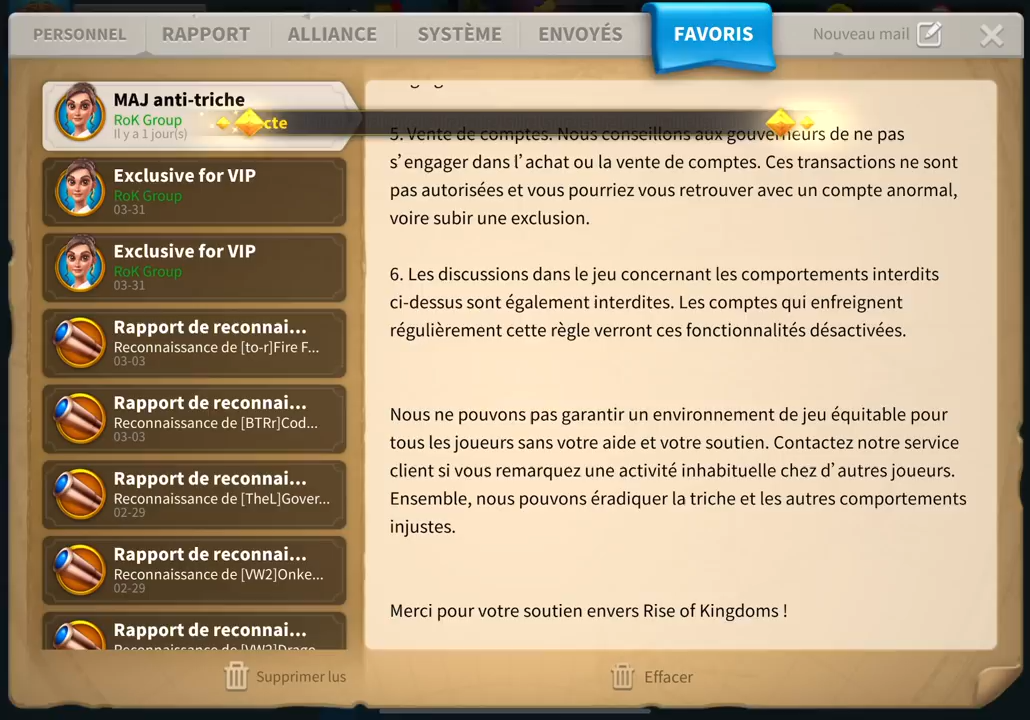 PERSONNEL
RAPPORT
ALLIANCE
SYSTÈME
ENVOYÉS
FAVORIS
Nouveau mail
MAJ anti-triche
RoK Group
Il y a 1 jour(s)
Exclusive for VIP
RoK Group
03-31
Exclusive for VIP
RoK Group
03-31
Rapport de reconnai...
Reconnaissance de [to-r]Fire F...
03-03
Rapport de reconnai...
Reconnaissance de [BTRr]Cod...
03-03
Rapport de reconnai...
Reconnaissance de [TheL]Gover...
02-29
Rapport de reconnai...
Reconnaissance de [VW2]Onke...
02-29
Rapport de reconnai...
Reconnaissance de [VW2]Drago
5. Vente de comptes. Nous conseillons aux gouverneurs de ne pas
s'engager dans l'achat ou la vente de comptes. Ces transactions ne sont
pas autorisées et vous pourriez vous retrouver avec un compte anormal,
voire subir une exclusion.
6. Les discussions dans le jeu concernant les comportements interdits
ci-dessus sont également interdites. Les comptes qui enfreignent
régulièrement cette règle verront ces fonctionnalités désactivées.
Nous ne pouvons pas garantir un environnement de jeu équitable pour
tous les joueurs sans votre aide et votre soutien. Contactez notre service
client si vous remarquez une activité inhabituelle chez d'autres joueurs.
Ensemble, nous pouvons éradiquer la triche et les autres comportements
injustes.
Merci pour votre soutien envers Rise of Kingdoms !
Supprimer lus
Effacer